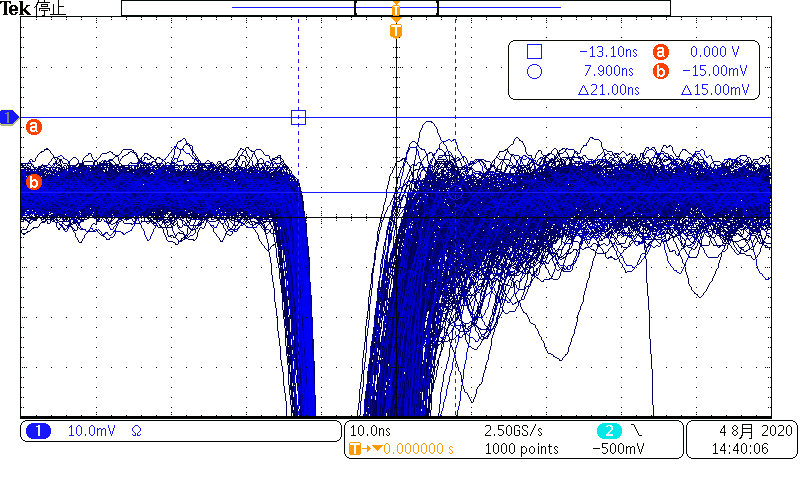 Tek 停止
T
T
−13.10ns a 0.000 V
7.900ns b −15.00mV
Δ21.00ns Δ15.00mV
1
a
b
1 10.0mV Ω
10.0ns 2.50GS/s 2
T→▼0.000000 s 1000 points −500mV
4 8月 2020
14:40:06